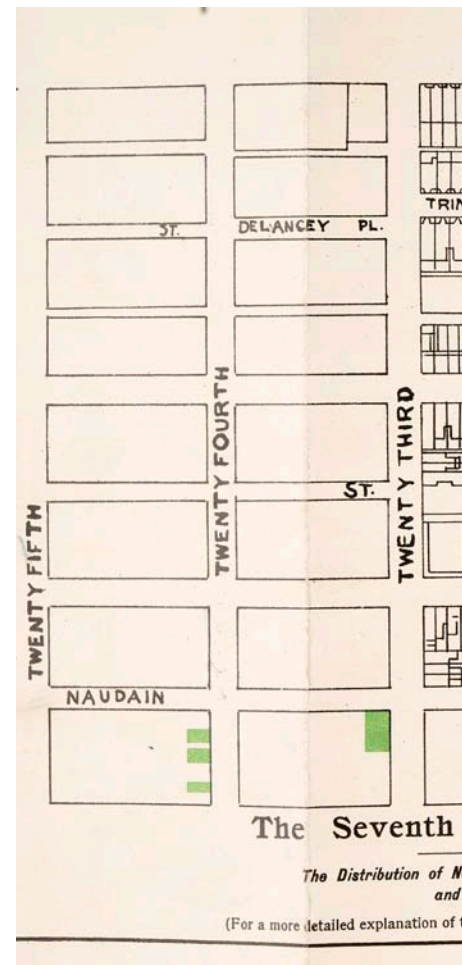 TRIN
ST. DELANCEY PL.
TWENTY FOURTH
TWENTY THIRD
ST.
TWENTY FIFTH
NAUDAIN
The Seventh
The Distribution of N
and
(For a more detailed explanation of t